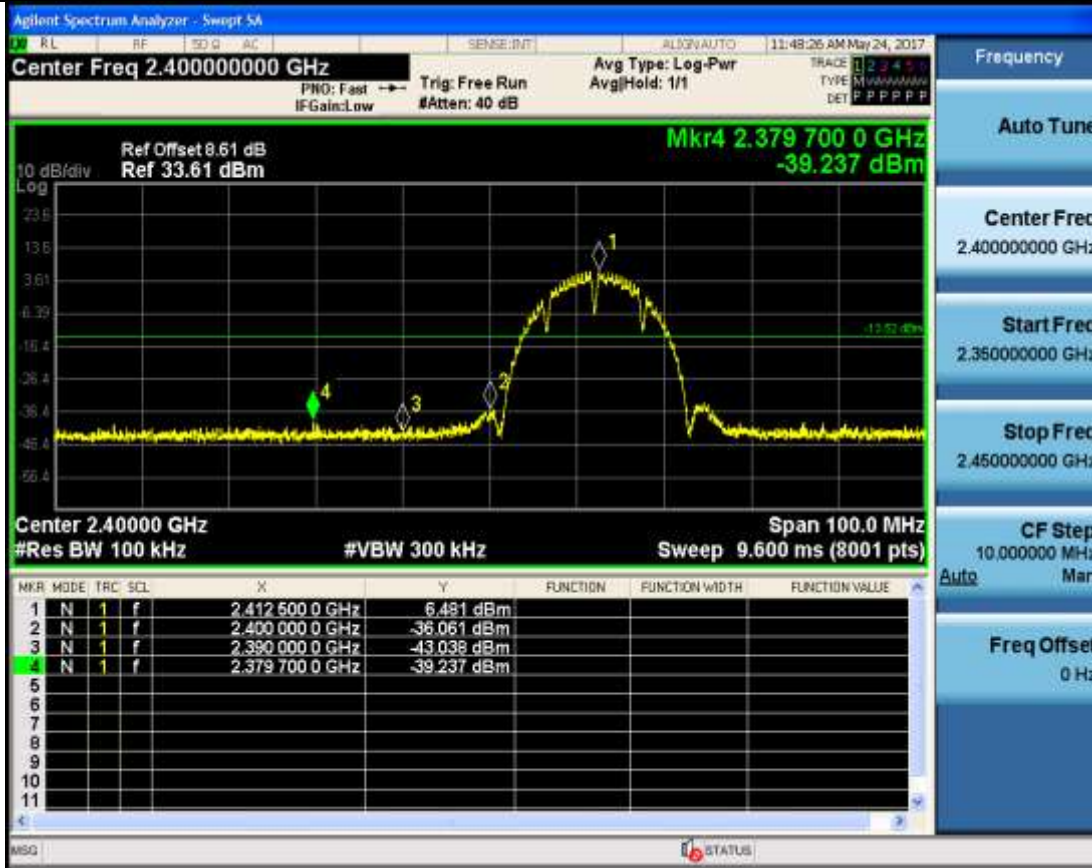 Agilent Spectrum Analyzer - Swept SA
RL RF 50 Ω AC SENSE:INT ALIGNAUTO 11:48:26 AM May 24, 2017
Center Freq 2.400000000 GHz
PNO: Fast
IFGain:Low
Trig: Free Run
#Atten: 40 dB
Avg Type: Log-Pwr
Avg|Hold: 1/1
TRACE 1 2 3 4 5 6
TYPE M
DET P P P P P P
Mkr4 2.379 700 0 GHz
-39.237 dBm
Ref Offset 8.61 dB
10 dB/div Ref 33.61 dBm
Log
23.6
13.6
3.61
-6.39
-13.52 dBm
-16.4
-26.4
-36.4
-46.4
-56.4
1
2
3
4
Center 2.40000 GHz Span 100.0 MHz
#Res BW 100 kHz #VBW 300 kHz Sweep 9.600 ms (8001 pts)
MKR MODE TRC SCL X Y FUNCTION FUNCTION WIDTH FUNCTION VALUE
1 N 1 f 2.412 500 0 GHz 6.481 dBm
2 N 1 f 2.400 000 0 GHz -36.061 dBm
3 N 1 f 2.390 000 0 GHz -43.038 dBm
4 N 1 f 2.379 700 0 GHz -39.237 dBm
5
6
7
8
9
10
11
MSG STATUS
Frequency
Auto Tune
Center Freq
2.400000000 GHz
Start Freq
2.350000000 GHz
Stop Freq
2.450000000 GHz
CF Step
10.000000 MHz
Auto Man
Freq Offset
0 Hz